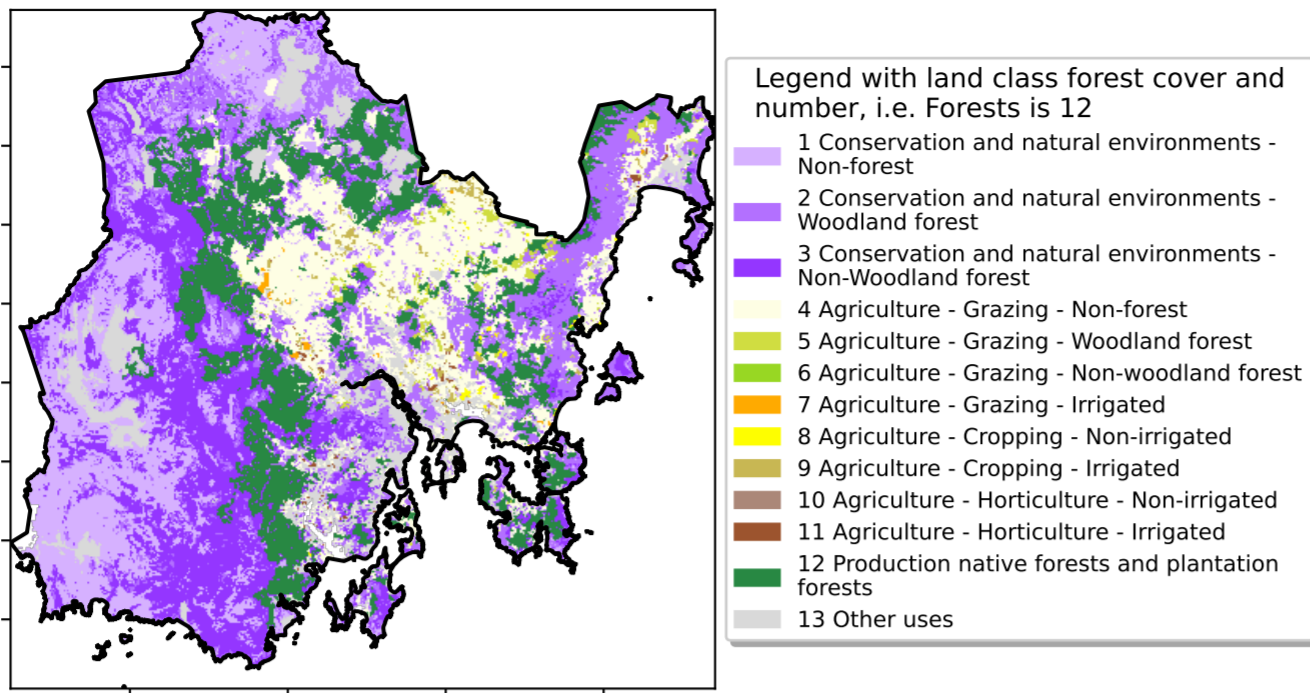 Legend with land class forest cover and
number, i.e. Forests is 12
1 Conservation and natural environments -
Non-forest
2 Conservation and natural environments -
Woodland forest
3 Conservation and natural environments -
Non-Woodland forest
4 Agriculture - Grazing - Non-forest
5 Agriculture - Grazing - Woodland forest
6 Agriculture - Grazing - Non-woodland forest
7 Agriculture - Grazing - Irrigated
8 Agriculture - Cropping - Non-irrigated
9 Agriculture - Cropping - Irrigated
10 Agriculture - Horticulture - Non-irrigated
11 Agriculture - Horticulture - Irrigated
12 Production native forests and plantation
forests
13 Other uses